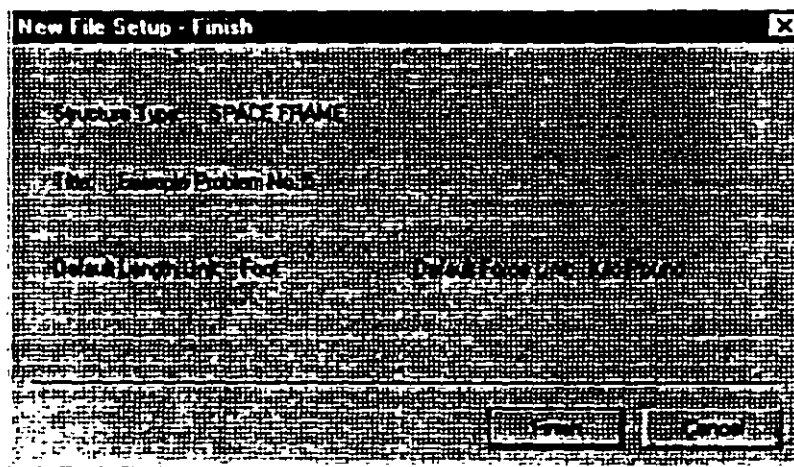 New File Setup - Finish
Structure Type: SPACE FRAME
Title: Example Problem No.
Default Length Unit: Foot
Default Force Unit: Kilo Pound
Finish
Cancel